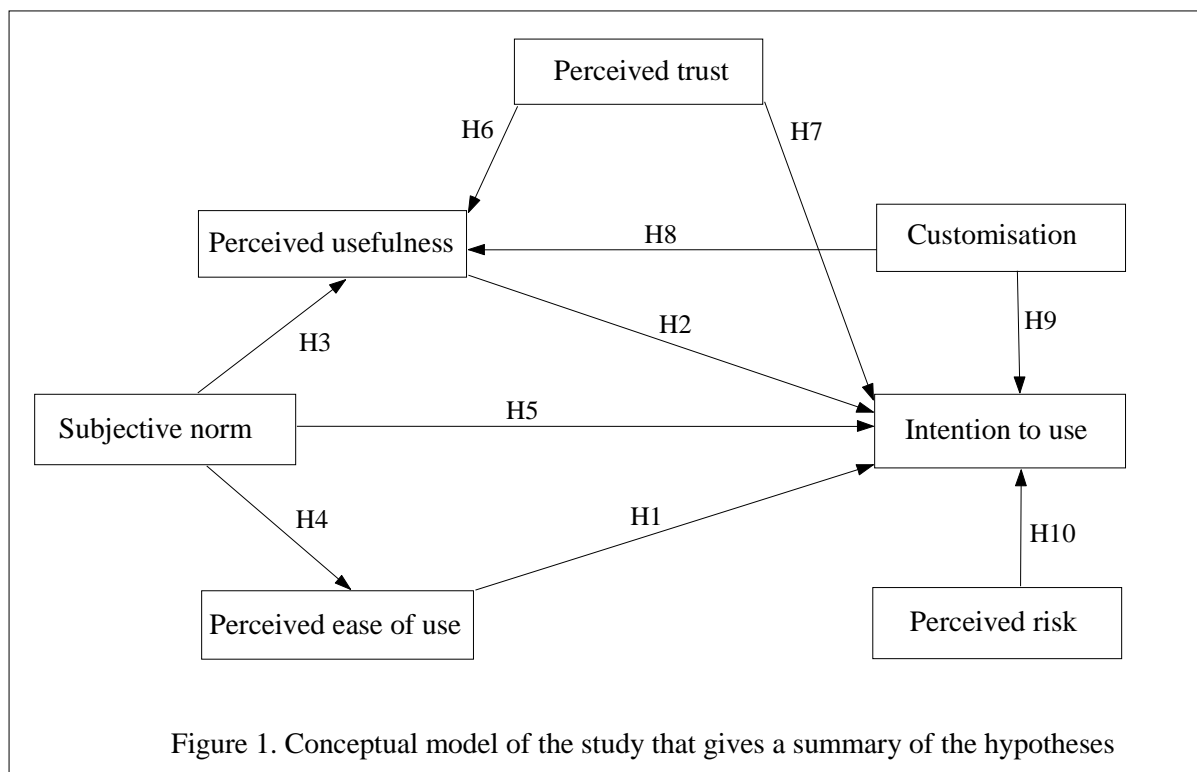 Perceived trust
H6
H7
Perceived usefulness
H8
Customisation
H3
H2
H9
Subjective norm
H5
Intention to use
H4
H1
H10
Perceived ease of use
Perceived risk
Figure 1. Conceptual model of the study that gives a summary of the hypotheses